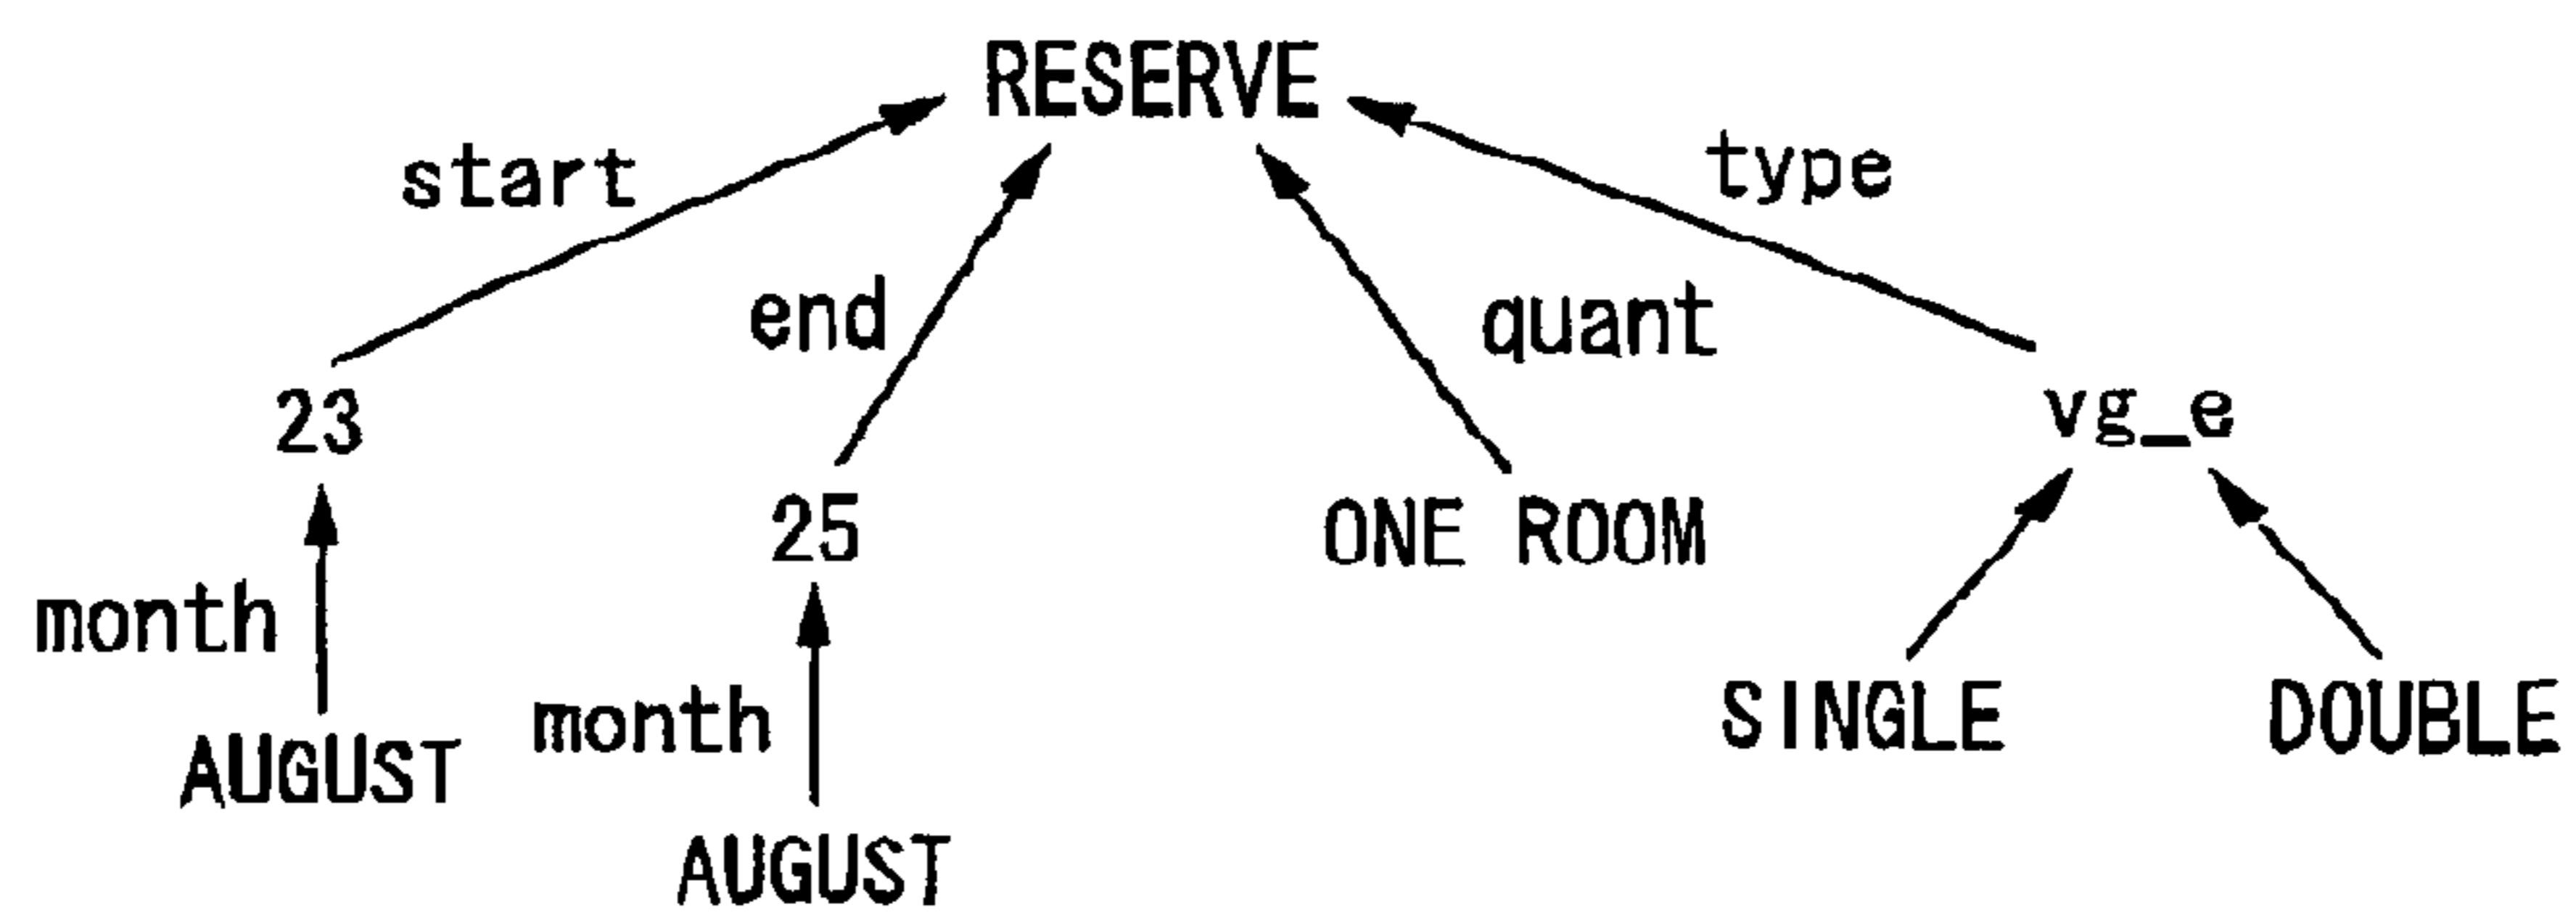 RESERVE
start
type
end
quant
23
vg_e
25
ONE ROOM
month
month
SINGLE
DOUBLE
AUGUST
AUGUST